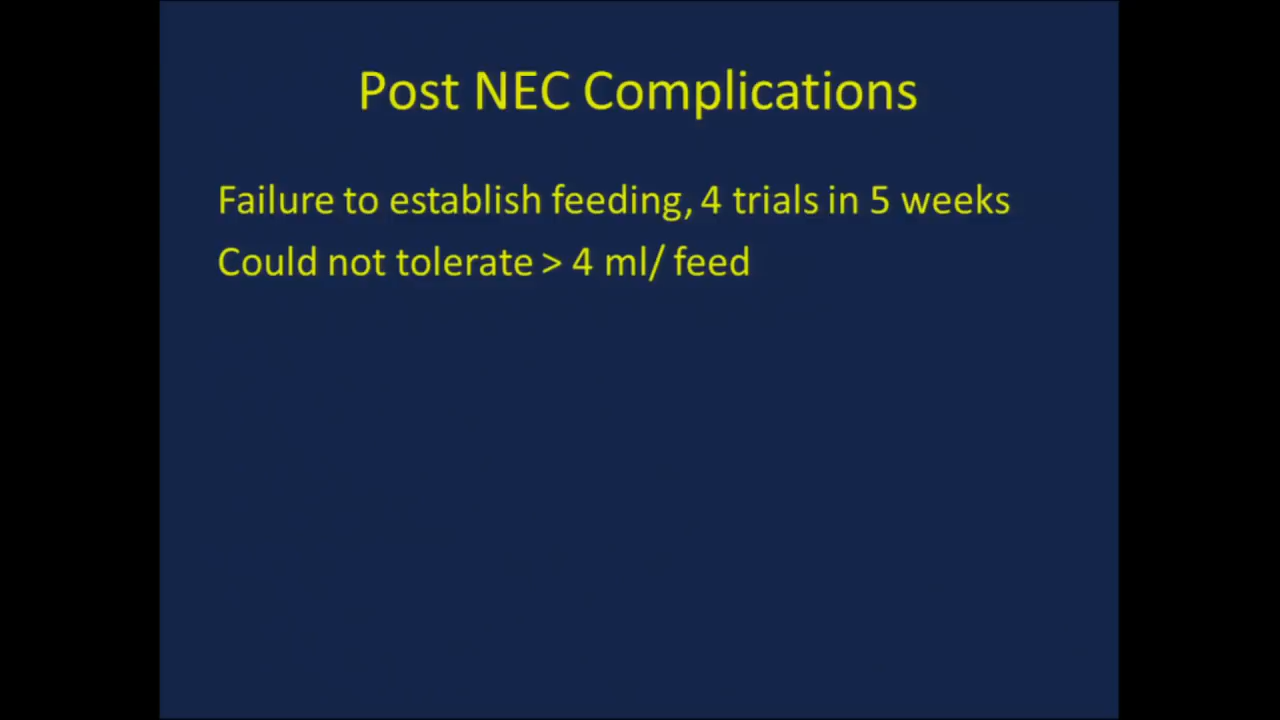 Post NEC Complications
Failure to establish feeding, 4 trials in 5 weeks
Could not tolerate > 4 ml/ feed